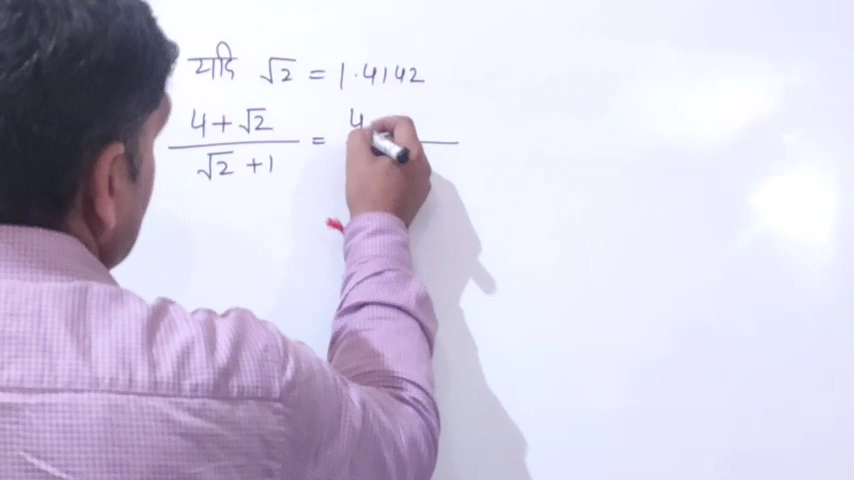 यदि √2 = 1.4142
(4+√2)/(√2+1) = 4